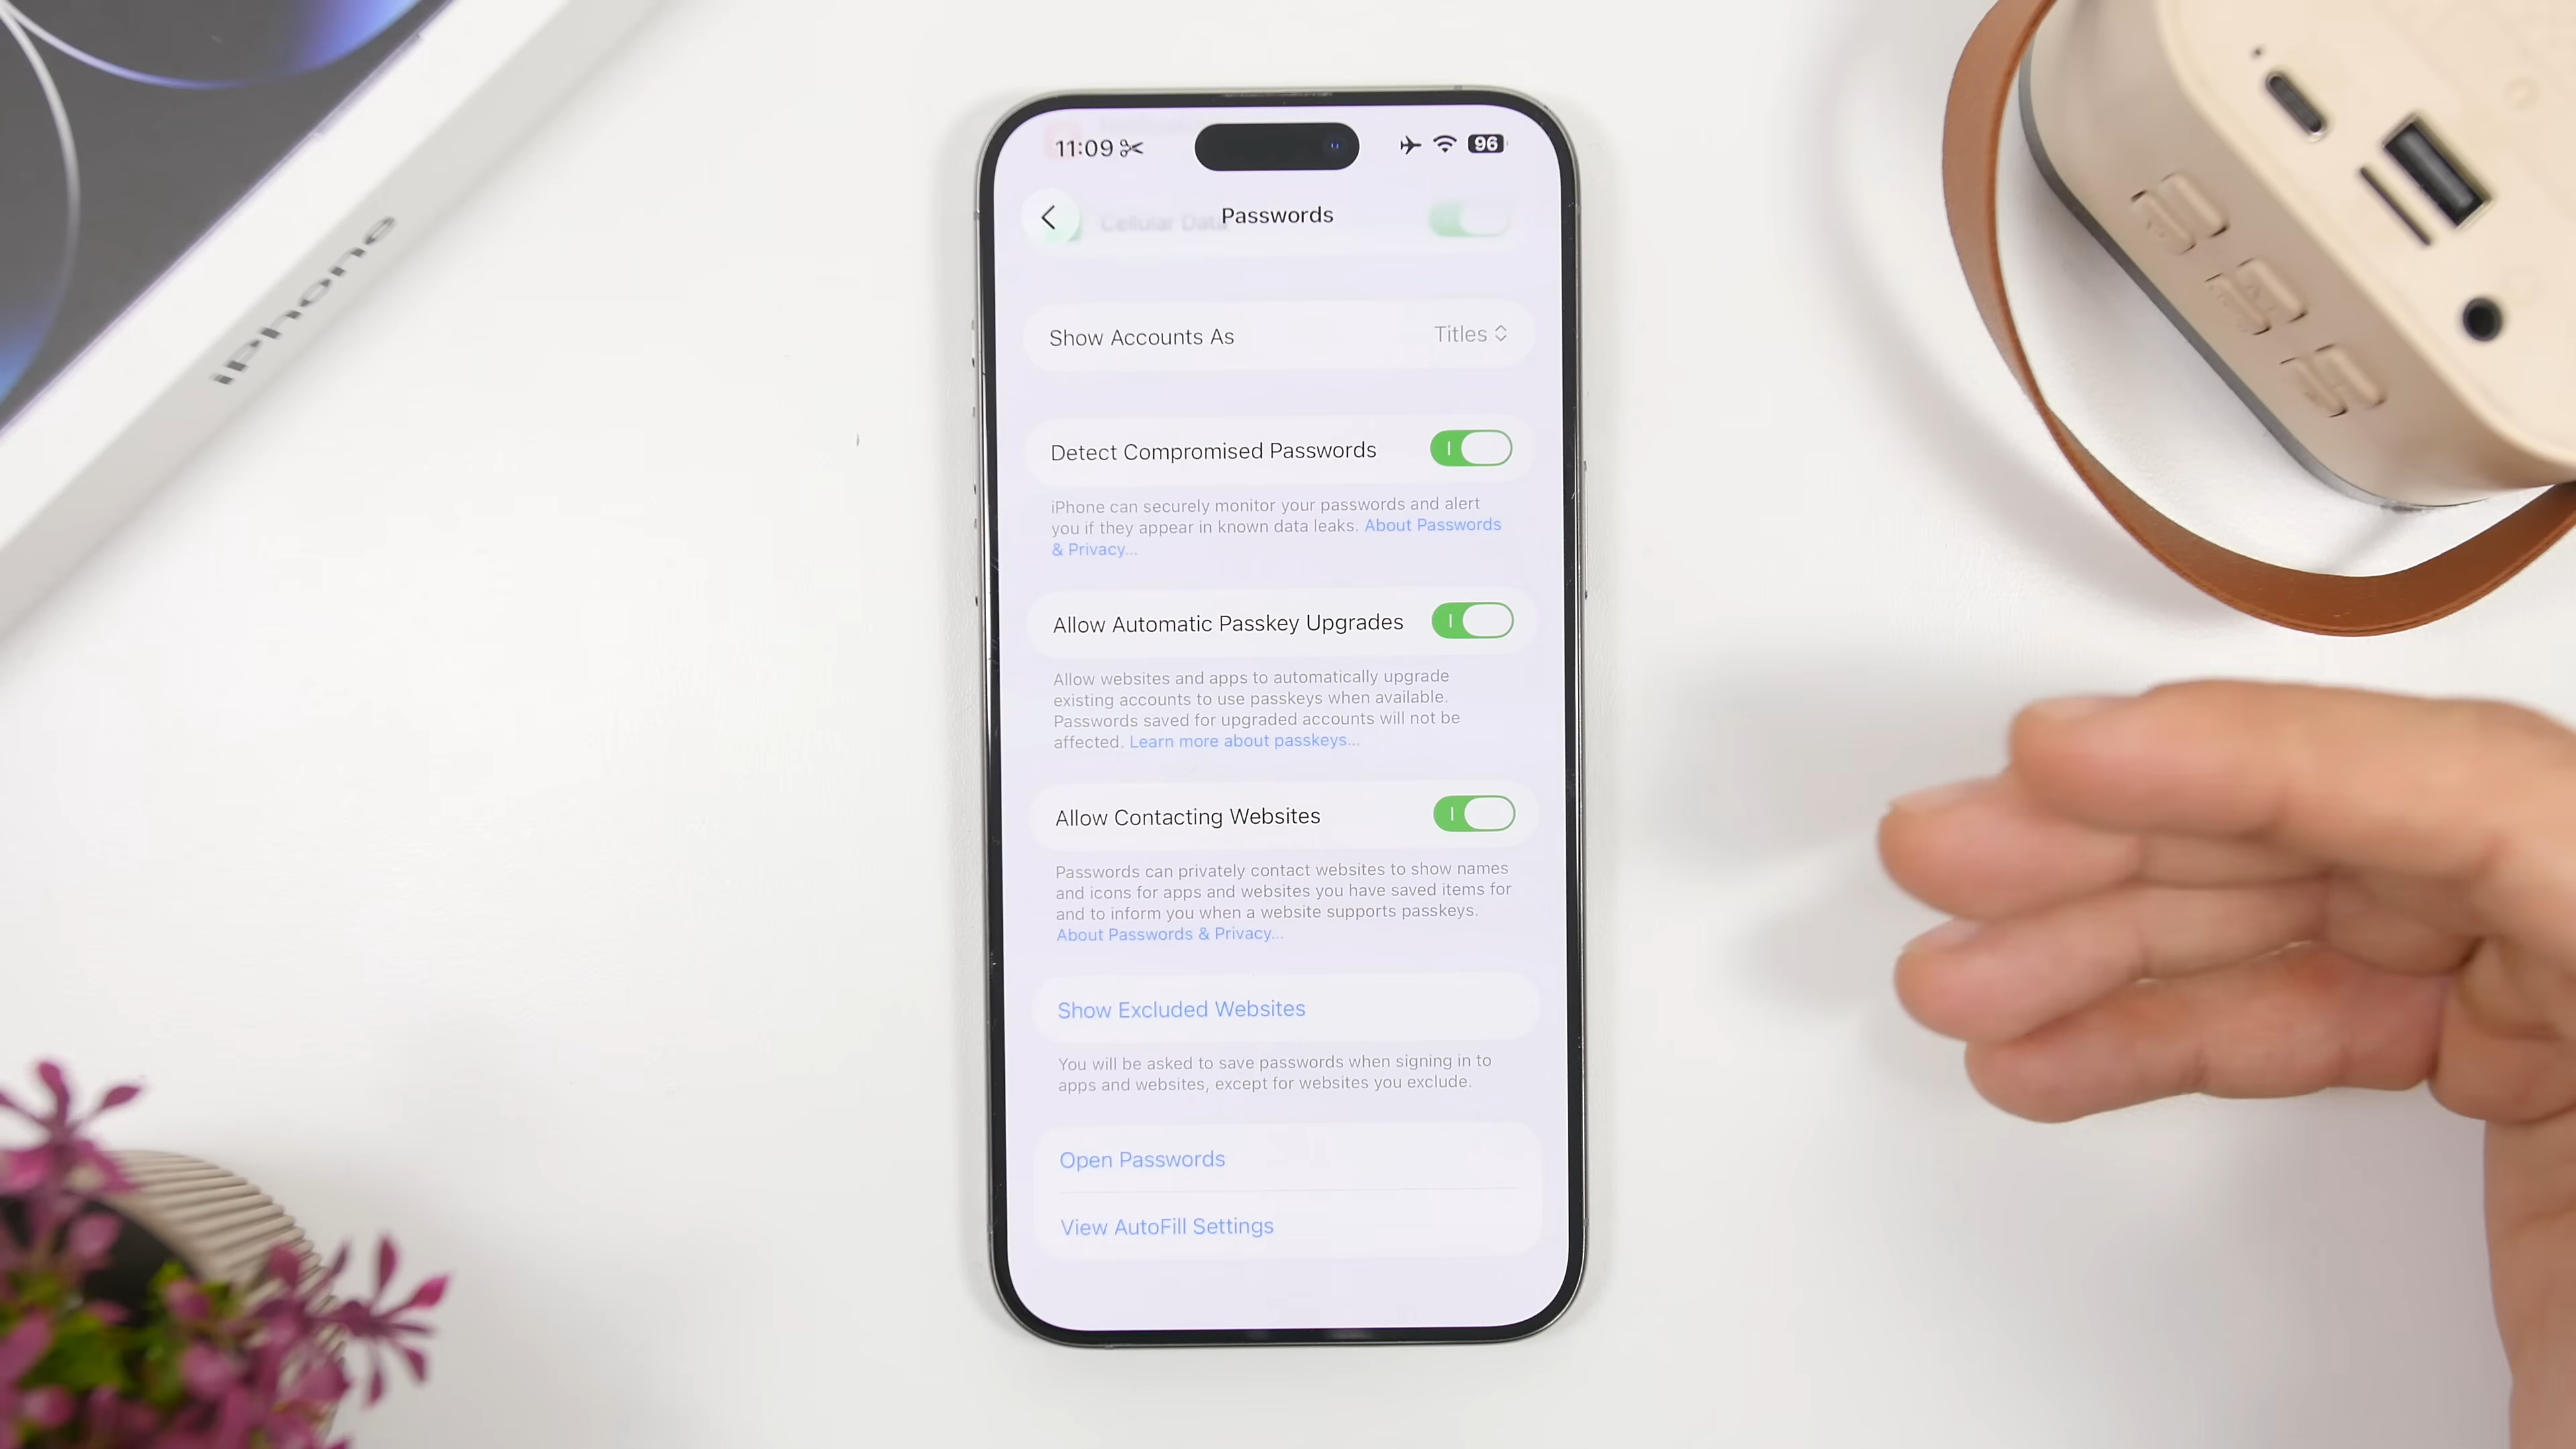 iPhone
11:09
96
Passwords
Cellular Data
Show Accounts As
Titles
Detect Compromised Passwords
iPhone can securely monitor your passwords and alert
you if they appear in known data leaks. About Passwords
& Privacy...
Allow Automatic Passkey Upgrades
Allow websites and apps to automatically upgrade
existing accounts to use passkeys when available.
Passwords saved for upgraded accounts will not be
affected. Learn more about passkeys...
Allow Contacting Websites
Passwords can privately contact websites to show names
and icons for apps and websites you have saved items for
and to inform you when a website supports passkeys.
About Passwords & Privacy...
Show Excluded Websites
You will be asked to save passwords when signing in to
apps and websites, except for websites you exclude.
Open Passwords
View AutoFill Settings